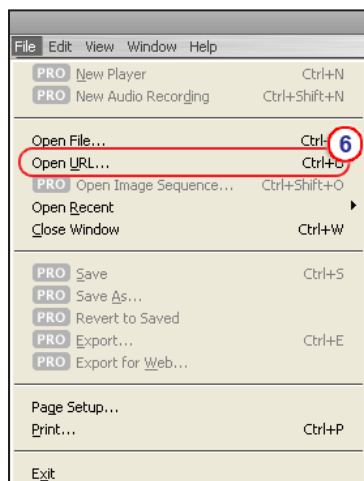 File Edit View Window Help
PRO New Player Ctrl+N
PRO New Audio Recording Ctrl+Shift+N
Open File... Ctrl+
6
Open URL... Ctrl+U
PRO Open Image Sequence... Ctrl+Shift+O
Open Recent
Close Window Ctrl+W
PRO Save Ctrl+S
PRO Save As...
PRO Revert to Saved
PRO Export... Ctrl+E
PRO Export for Web...
Page Setup...
Print... Ctrl+P
Exit